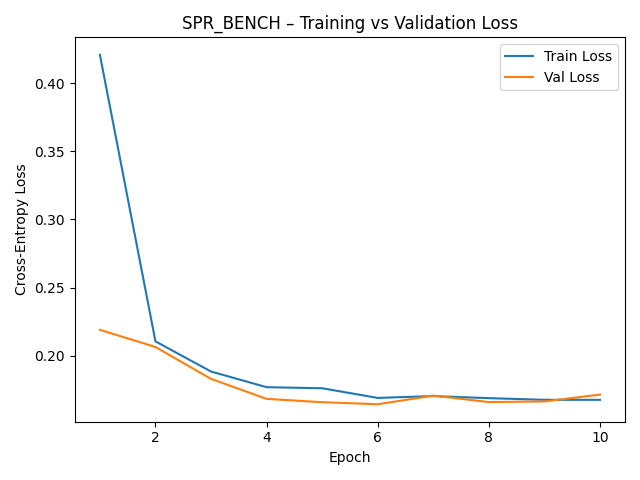 SPR_BENCH – Training vs Validation Loss
Train Loss
Val Loss
Cross-Entropy Loss
0.40
0.35
0.30
0.25
0.20
2 4 6 8 10
Epoch